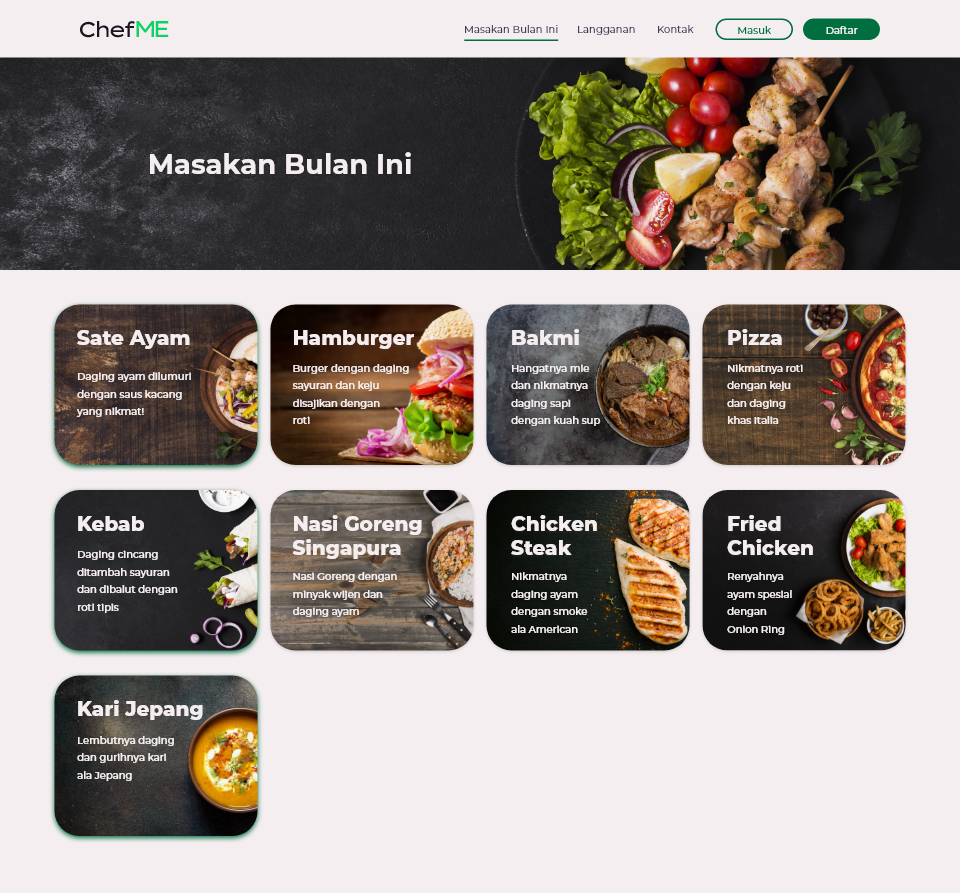 ChefME
Masakan Bulan Ini
Langganan
Kontak
Masuk
Daftar
Masakan Bulan Ini
Sate Ayam
Daging ayam dilumuri
dengan saus kacang
yang nikmat!
Hamburger
Burger dengan daging
sayuran dan keju
disajikan dengan
roti
Bakmi
Hangatnya mie
dan nikmatnya
daging sapi
dengan kuah sup
Pizza
Nikmatnya roti
dengan keju
dan daging
khas Italia
Kebab
Daging cincang
ditambah sayuran
dan dibalut dengan
roti tipis
Nasi Goreng
Singapura
Nasi Goreng dengan
minyak wijen dan
daging ayam
Chicken
Steak
Nikmatnya
daging ayam
dengan smoke
ala American
Fried
Chicken
Renyahnya
ayam spesial
dengan
Onion Ring
Kari Jepang
Lembutnya daging
dan gurihnya kari
ala Jepang